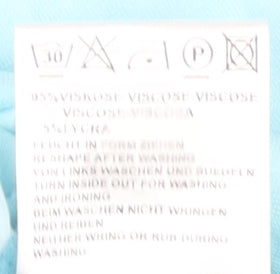 30 P
95% VISKOSE VISCOSE VISCOSE
VISCOSE VISCOSA
5% LYCRA
FEUCHT IN FORM ZIEHEN
RESHAPE AFTER WASHING
VON LINKS WASCHEN UND BUEGELN
TURN INSIDE OUT FOR WASHING
AND IRONING
BEIM WASCHEN NICHT WRINGEN
UND REIBEN
NEITHER WRING OR RUB DURING
WASHING